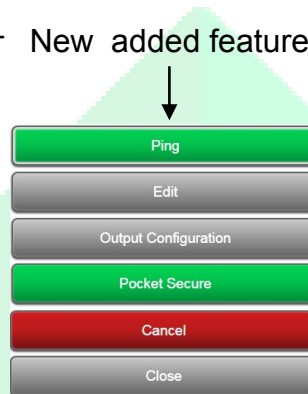 New added feature
Ping
Edit
Output Configuration
Pocket Secure
Cancel
Close